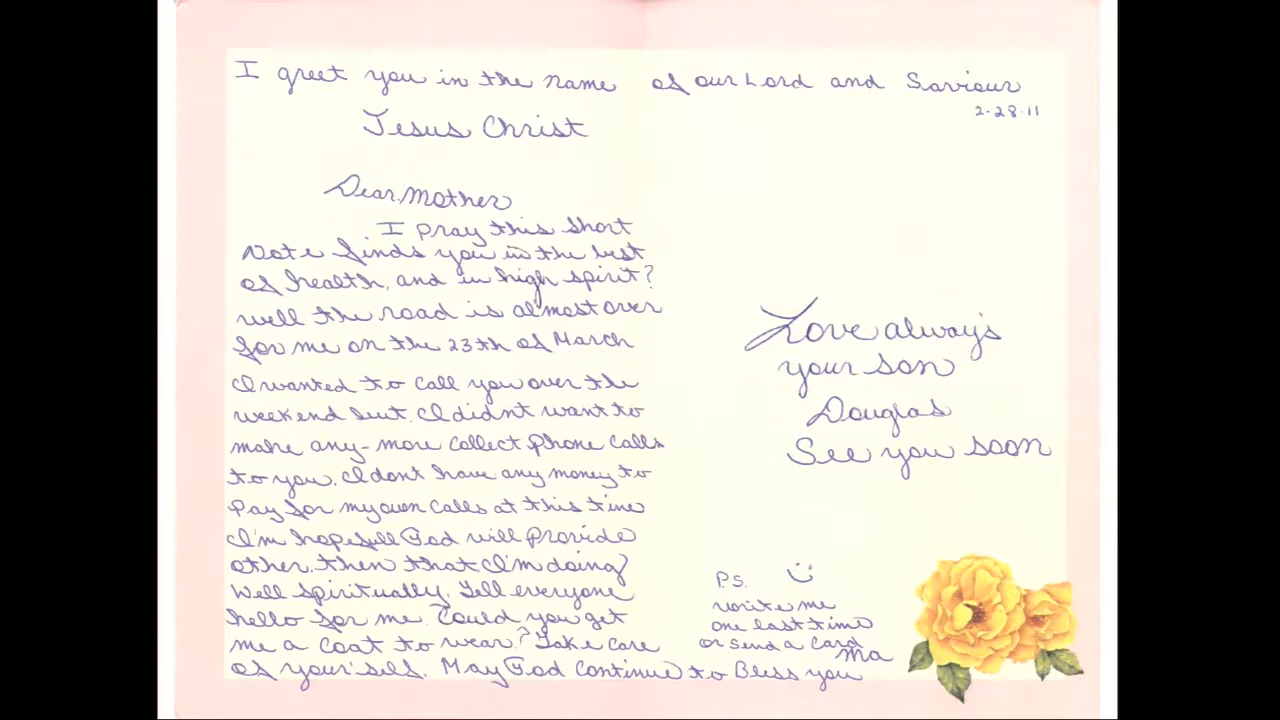 I greet you in the name of our Lord and Saviour
2-28-11
Jesus Christ
Dear, Mother
I pray this short
Note finds you in the best
of health, and in high spirit?
Well the road is almost over
for me on the 23th of March
I wanted to call you over the
weekend but. I didnt want to
make any-more collect phone calls
to you. I dont have any money to
pay for my own calls at this time
I'm hopefull God will provide
other. then that I'm doing?
Well spiritually. Tell everyone
hello for me. Could you get
me a coat to wear? Take care
of your'self. May God Continue to Bless you
Ma
Love alway's
your son
Douglas
See you soon
P.S.
write me
one last time
or send a card